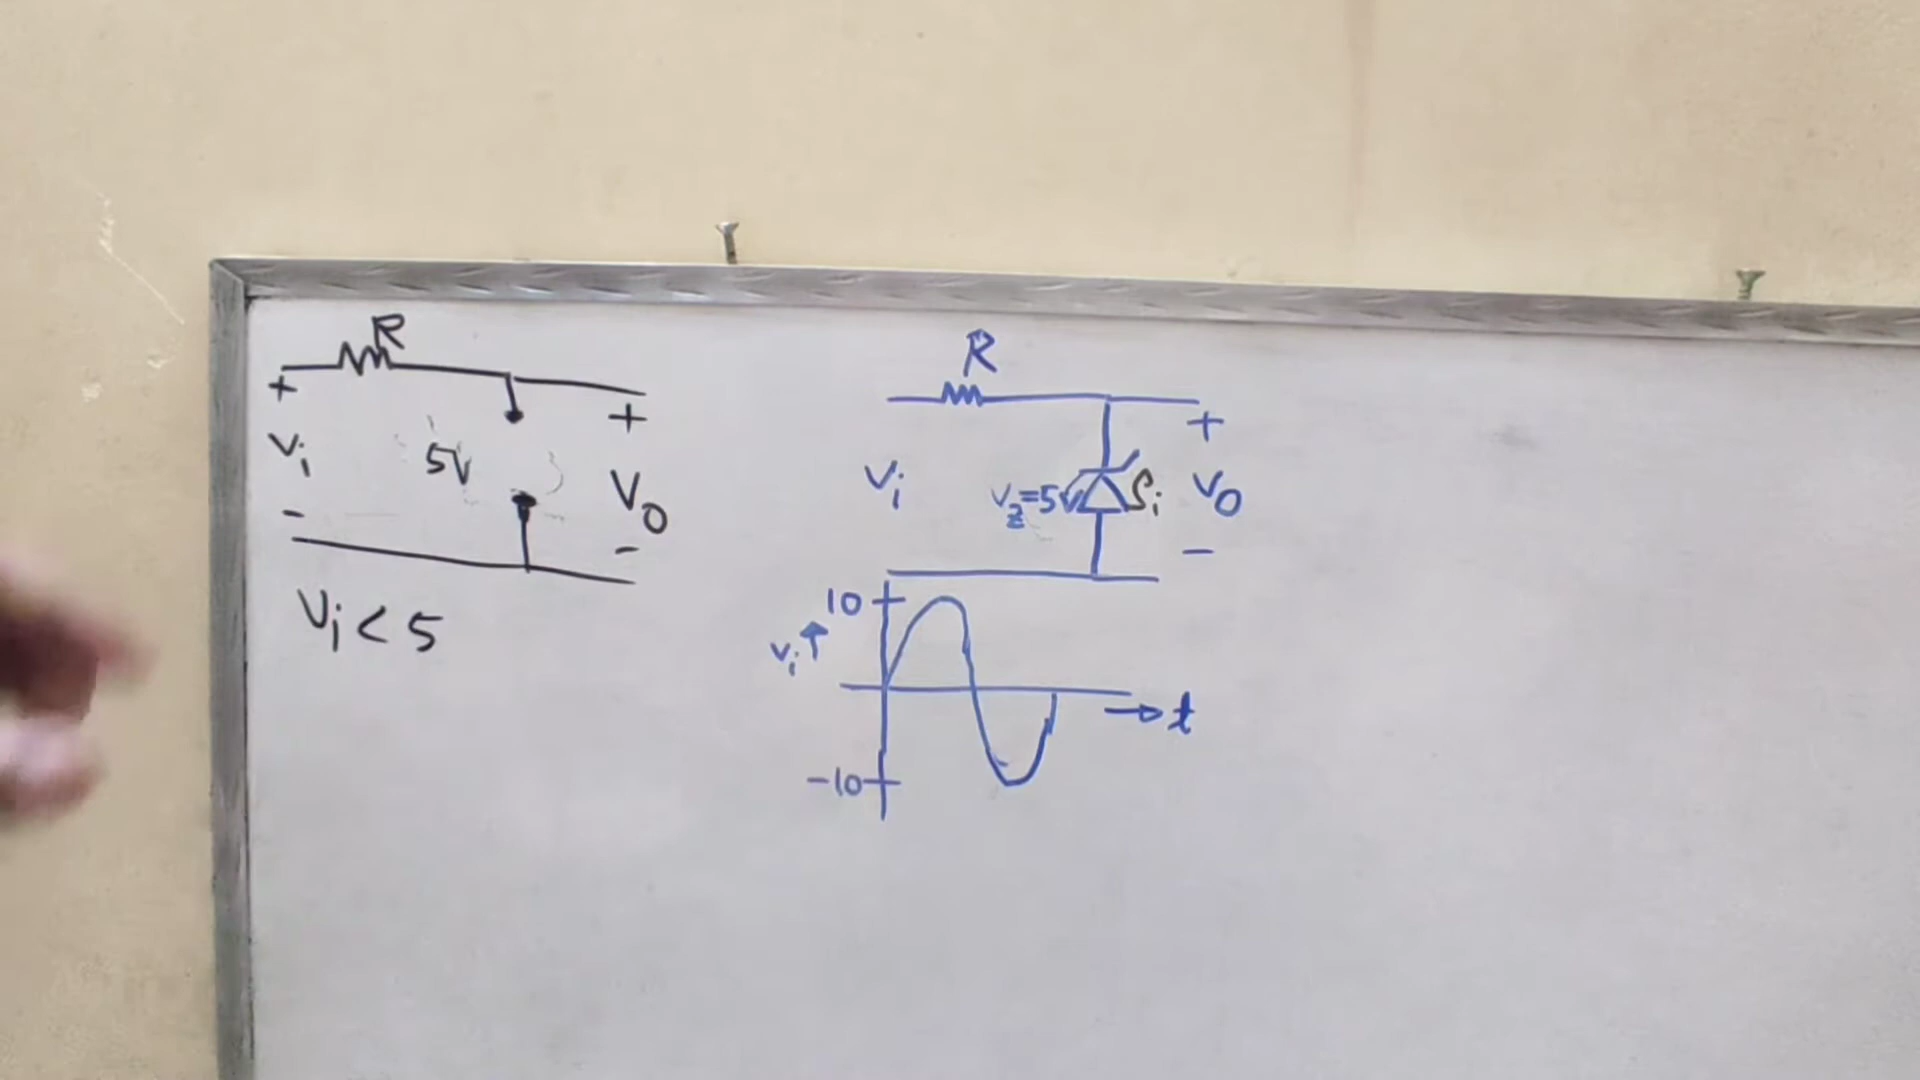 R
+
Vi
-
5V
+
Vo
-
Vi < 5
R
Vi
Vz=5V
Si
+
Vo
-
10
vi ↑
-10
→ t